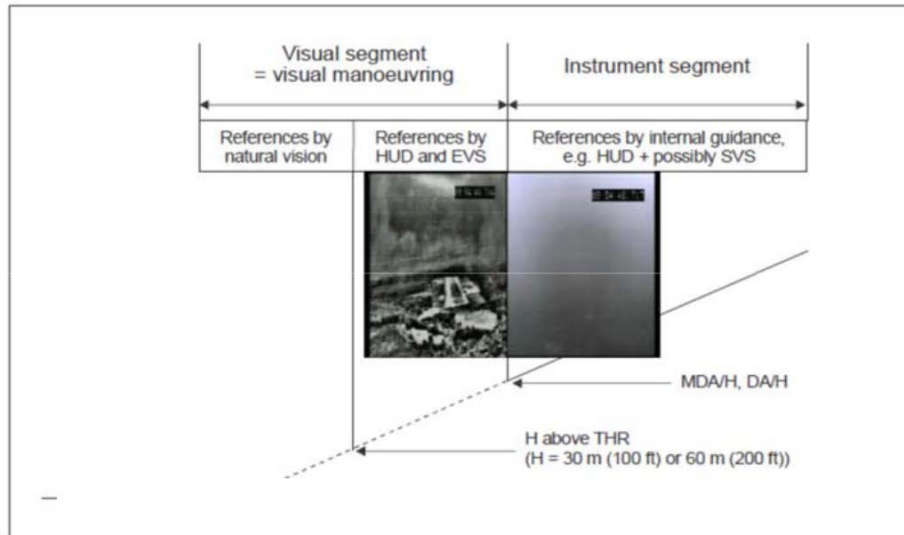 Visual segment
= visual manoeuvring
Instrument segment
References by
natural vision
References by
HUD and EVS
References by internal guidance,
e.g. HUD + possibly SVS
MDA/H, DA/H
H above THR
(H = 30 m (100 ft) or 60 m (200 ft))